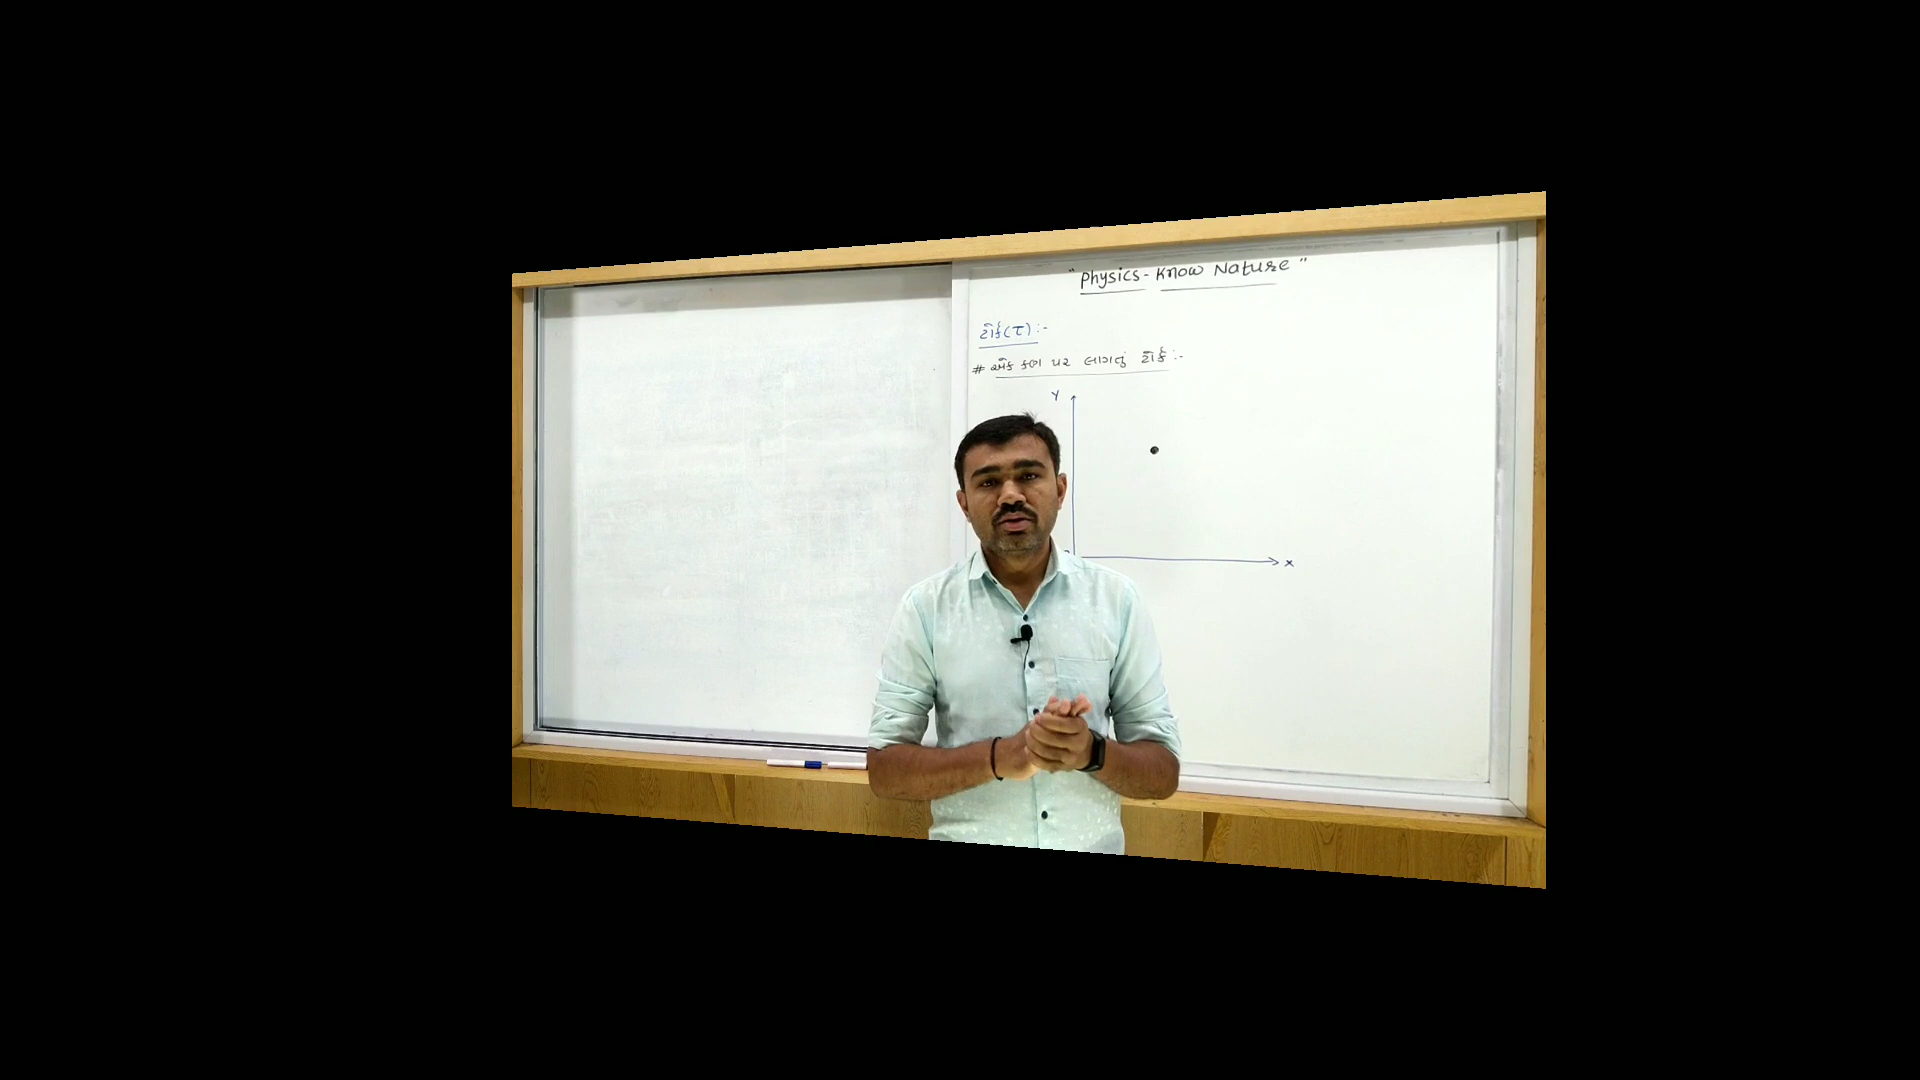 "Physics - Know Nature"
ટોર્ક(τ):-
# એક કણ પર લાગતું ટોર્ક :-
Y
X